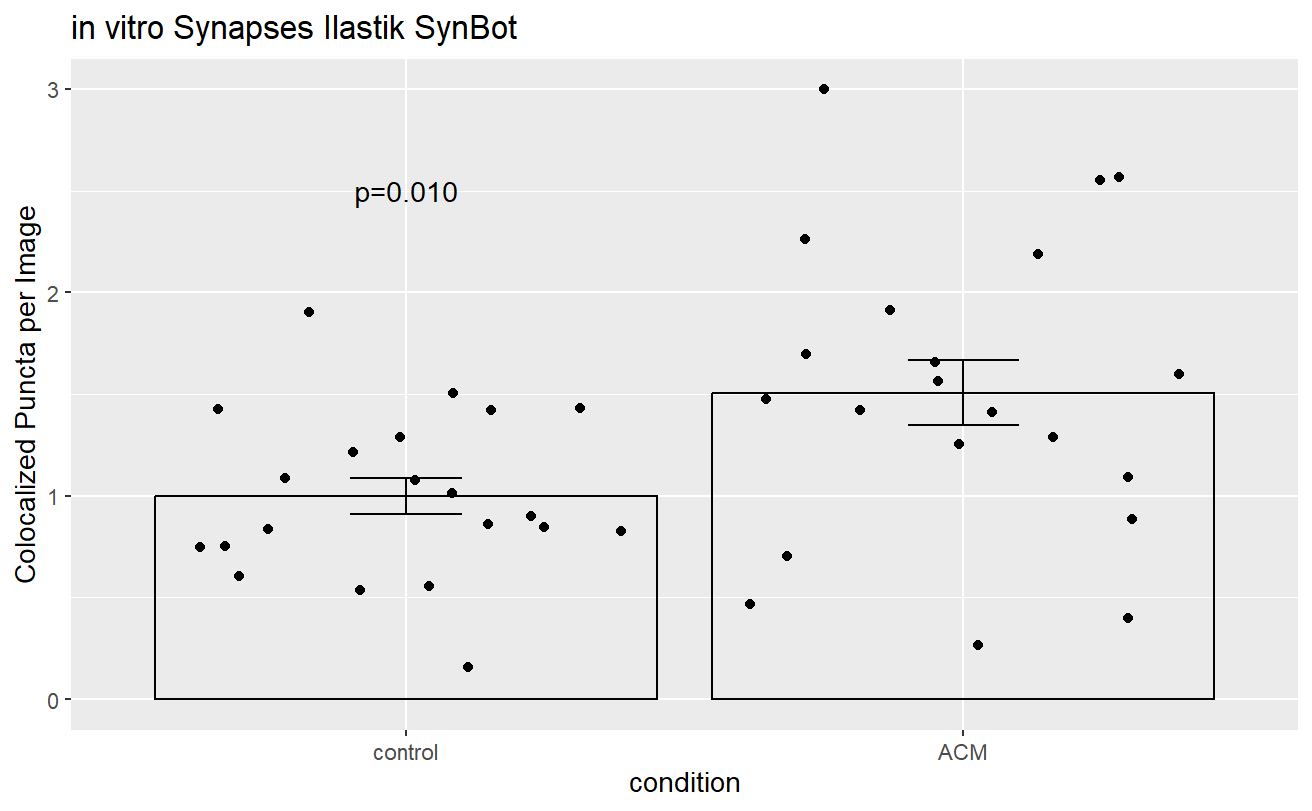 in vitro Synapses Ilastik SynBot
Colocalized Puncta per Image
3
2
1
0
p=0.010
control
ACM
condition